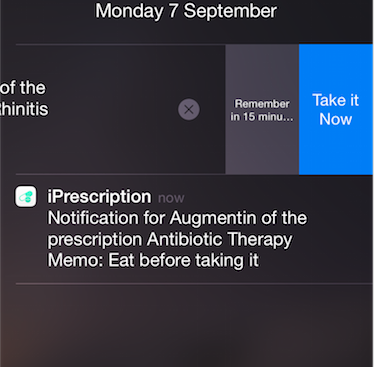 Monday 7 September
of the
hinitis
Remember
in 15 minu...
Take it
Now
iPrescription now
Notification for Augmentin of the
prescription Antibiotic Therapy
Memo: Eat before taking it